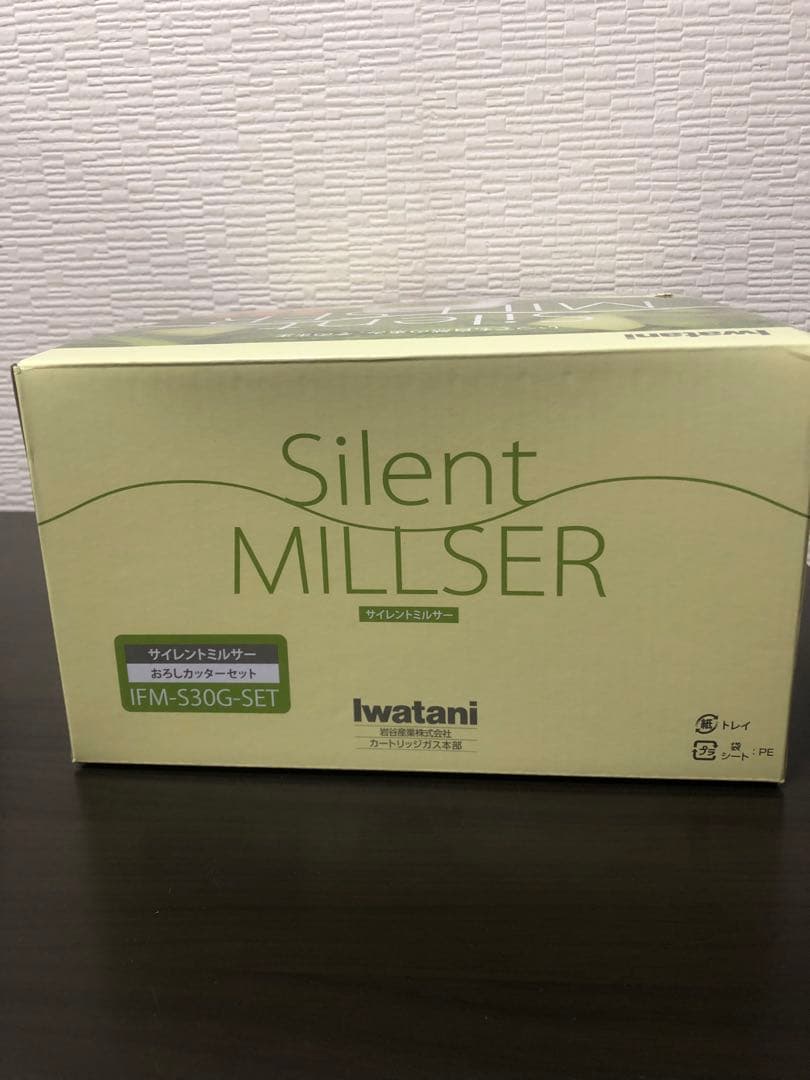 Iwatani
Silent
MILLSER
サイレントミルサー
サイレントミルサー
おろしカッターセット
IFM-S30G-SET
Iwatani
岩谷産業株式会社
カートリッジガス本部
紙 トレイ
プラ 袋
シート : PE